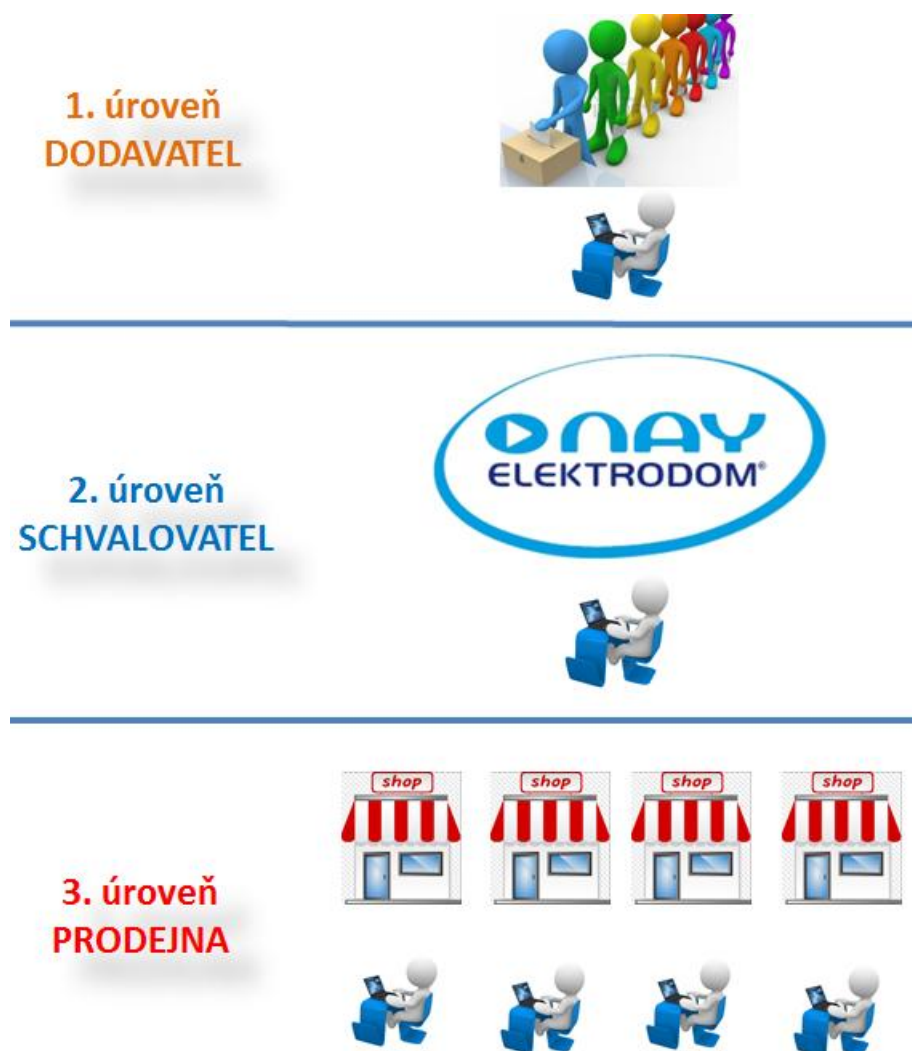 1. úroveň
DODAVATEL
2. úroveň
SCHVALOVATEL
NAY
ELEKTRODOM®
3. úroveň
PRODEJNA
shop shop shop shop